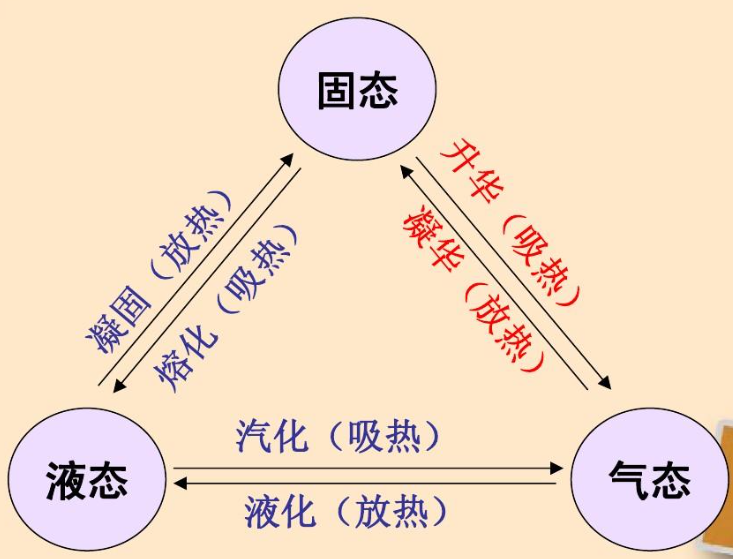 固态
升华（吸热）
凝华（放热）
凝固（放热）
熔化（吸热）
汽化（吸热）
液态
气态
液化（放热）